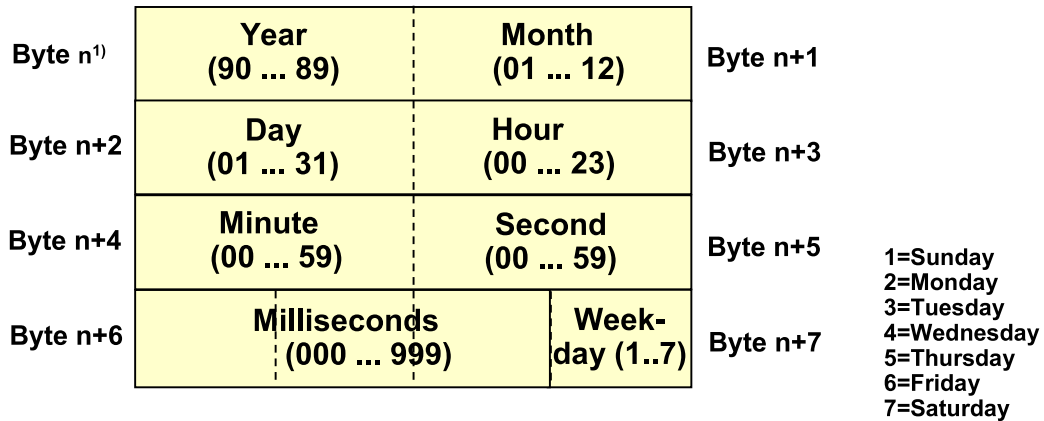 Byte n1)
Year
(90 ... 89)
Month
(01 ... 12)
Byte n+1
Byte n+2
Day
(01 ... 31)
Hour
(00 ... 23)
Byte n+3
Byte n+4
Minute
(00 ... 59)
Second
(00 ... 59)
Byte n+5
Byte n+6
Milliseconds
(000 ... 999)
Week-
day (1..7)
Byte n+7
1=Sunday
2=Monday
3=Tuesday
4=Wednesday
5=Thursday
6=Friday
7=Saturday